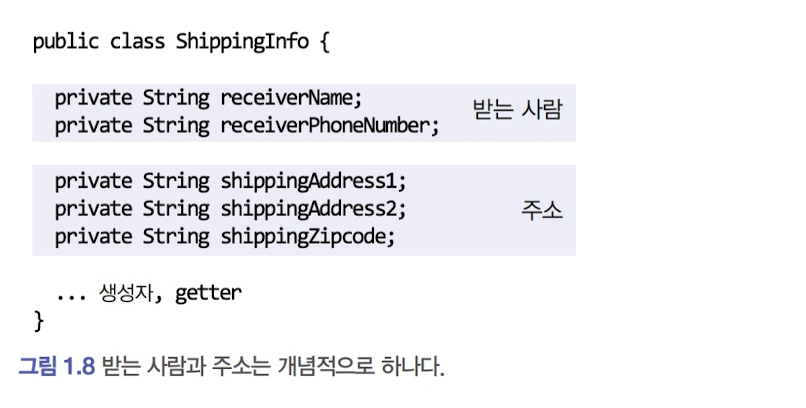 public class ShippingInfo {
private String receiverName;
받는 사람
private String receiverPhoneNumber;
private String shippingAddress1;
private String shippingAddress2;
주소
private String shippingZipcode;
... 생성자, getter
}
그림 1.8 받는 사람과 주소는 개념적으로 하나다.